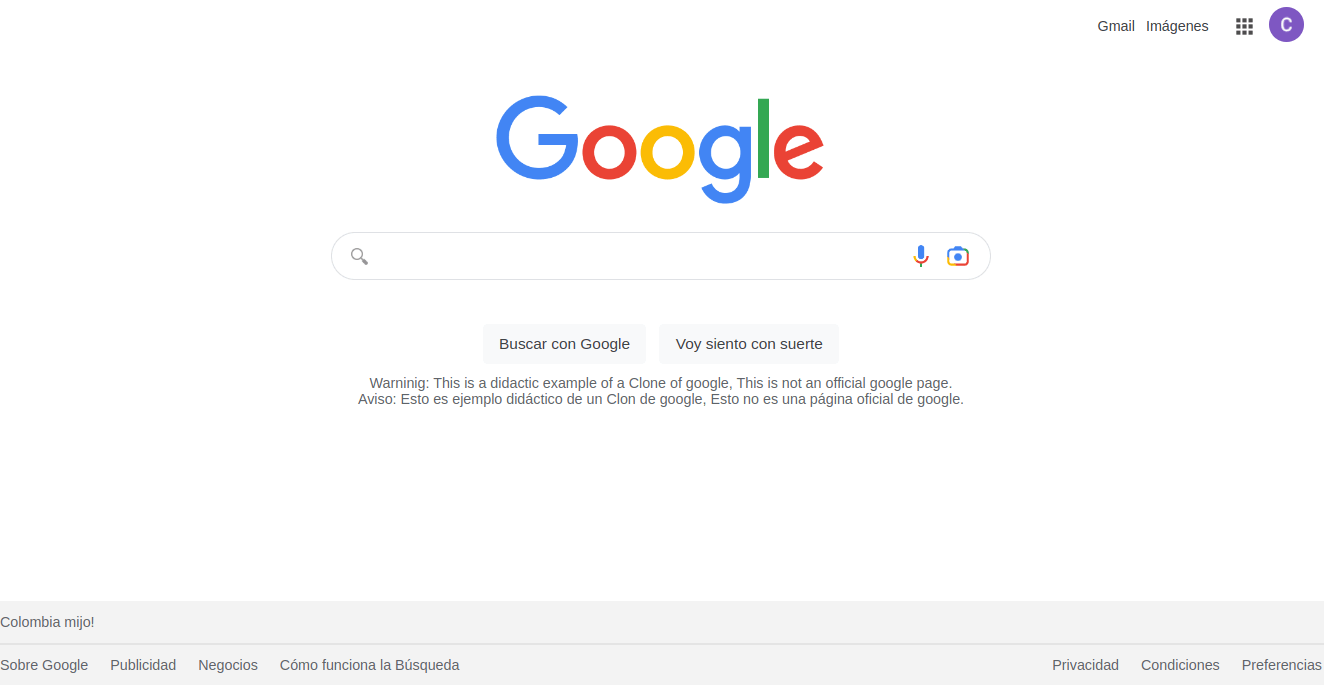 Gmail Imágenes
C
Google
Buscar con Google Voy siento con suerte
Warninig: This is a didactic example of a Clone of google, This is not an official google page.
Aviso: Esto es ejemplo didáctico de un Clon de google, Esto no es una página oficial de google.
Colombia mijo!
Sobre Google Publicidad Negocios Cómo funciona la Búsqueda Privacidad Condiciones Preferencias